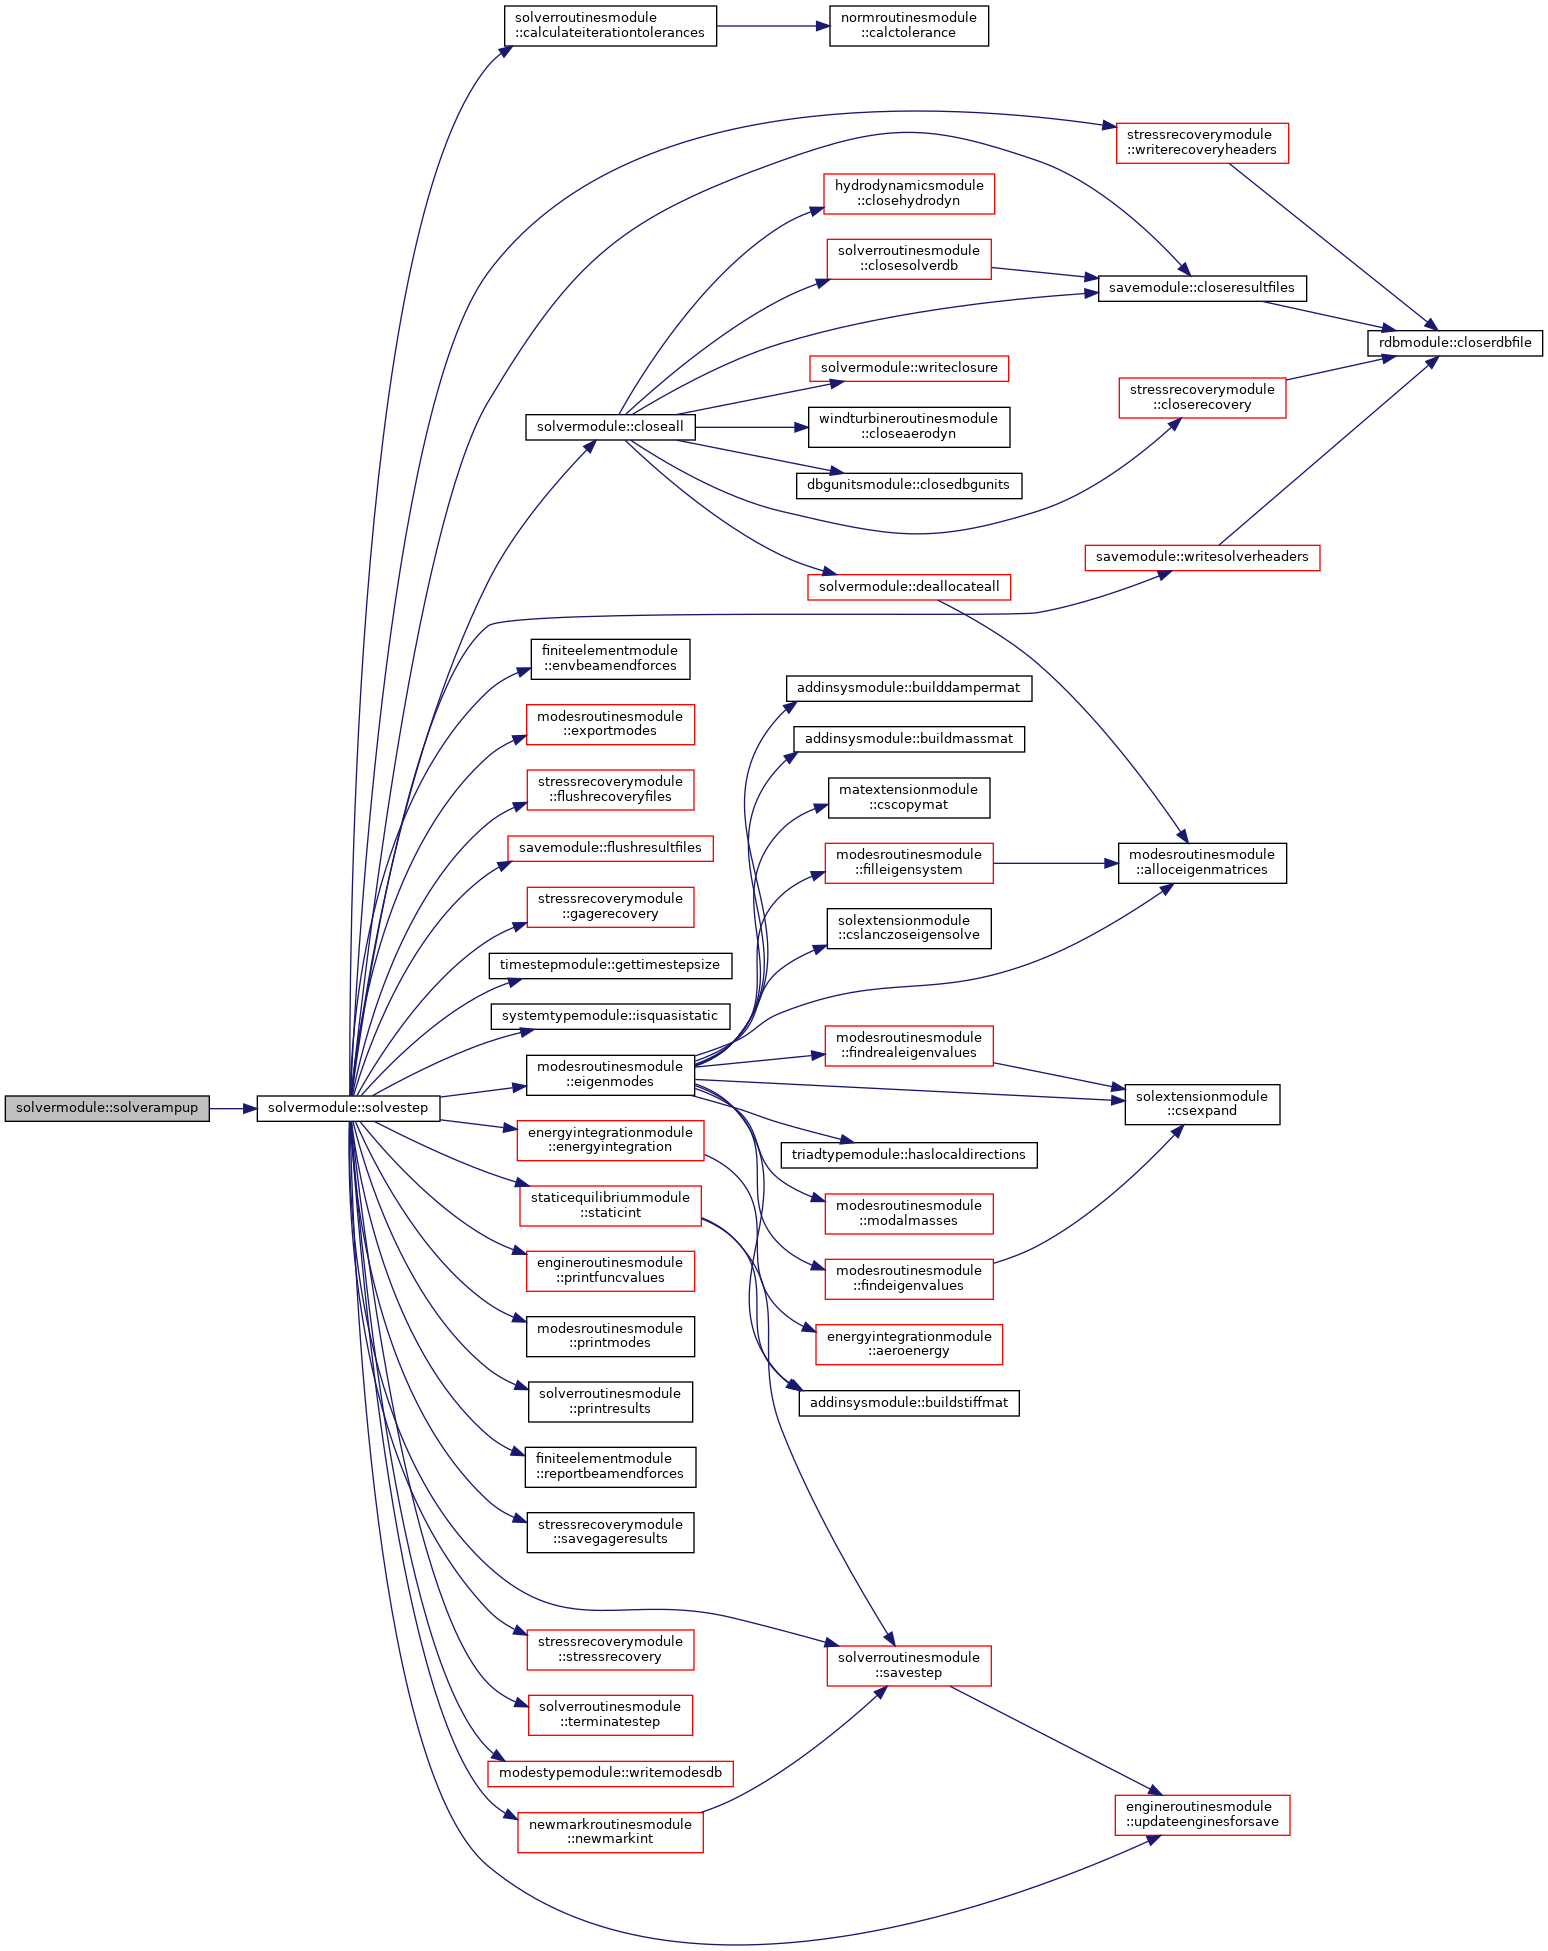 solverroutinesmodule
::calculateiterationtolerances
normroutinesmodule
::calctolerance
stressrecoverymodule
::writerecoveryheaders
hydrodynamicsmodule
::closehydrodyn
solverroutinesmodule
::closesolverdb
savemodule::closeresultfiles
rdbmodule::closerdbfile
solvermodule::writeclosure
stressrecoverymodule
::closerecovery
solvermodule::closeall
windturbineroutinesmodule
::closeaerodyn
dbgunitsmodule::closedbgunits
savemodule::writesolverheaders
solvermodule::deallocateall
finiteelementmodule
::envbeamendforces
addinsysmodule::builddampermat
modesroutinesmodule
::exportmodes
addinsysmodule::buildmassmat
stressrecoverymodule
::flushrecoveryfiles
matextensionmodule
::cscopymat
savemodule::flushresultfiles
modesroutinesmodule
::filleigensystem
modesroutinesmodule
::alloceigenmatrices
stressrecoverymodule
::gagerecovery
solextensionmodule
::cslanczoseigensolve
timestepmodule::gettimestepsize
systemtypemodule::isquasistatic
modesroutinesmodule
::findrealeigenvalues
modesroutinesmodule
::eigenmodes
solextensionmodule
::csexpand
solvermodule::solverampup
solvermodule::solvestep
energyintegrationmodule
::energyintegration
triadtypemodule::haslocaldirections
staticequilibriummodule
::staticint
modesroutinesmodule
::modalmasses
engineroutinesmodule
::printfuncvalues
modesroutinesmodule
::findeigenvalues
modesroutinesmodule
::printmodes
energyintegrationmodule
::aeroenergy
solverroutinesmodule
::printresults
addinsysmodule::buildstiffmat
finiteelementmodule
::reportbeamendforces
stressrecoverymodule
::savegageresults
stressrecoverymodule
::stressrecovery
solverroutinesmodule
::savestep
solverroutinesmodule
::terminatestep
modestypemodule::writemodesdb
newmarkroutinesmodule
::newmarkint
engineroutinesmodule
::updateenginesforsave